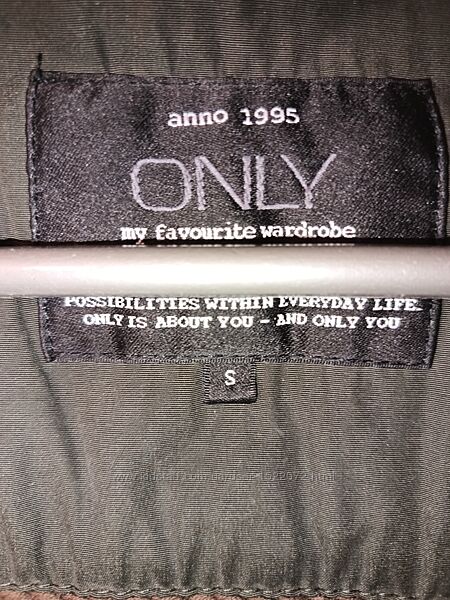 anno 1995
ONLY
my favourite wardrobe
POSSIBILITIES WITHIN EVERYDAY LIFE.
ONLY IS ABOUT YOU - AND ONLY YOU
S